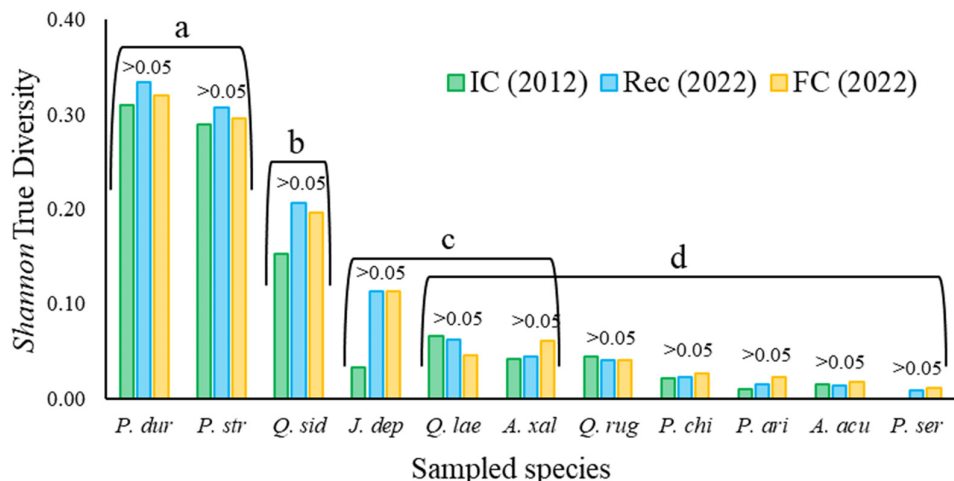 0.40
a
>0.05
>0.05
IC (2012) Rec (2022) FC (2022)
0.30
b
>0.05
0.20
c
d
>0.05
0.10
>0.05
>0.05
>0.05
>0.05
>0.05
>0.05
>0.05
0.00
Shannon True Diversity
P. dur P. str Q. sid J. dep Q. lae A. xal Q. rug P. chi P. ari A. acu P. ser
Sampled species